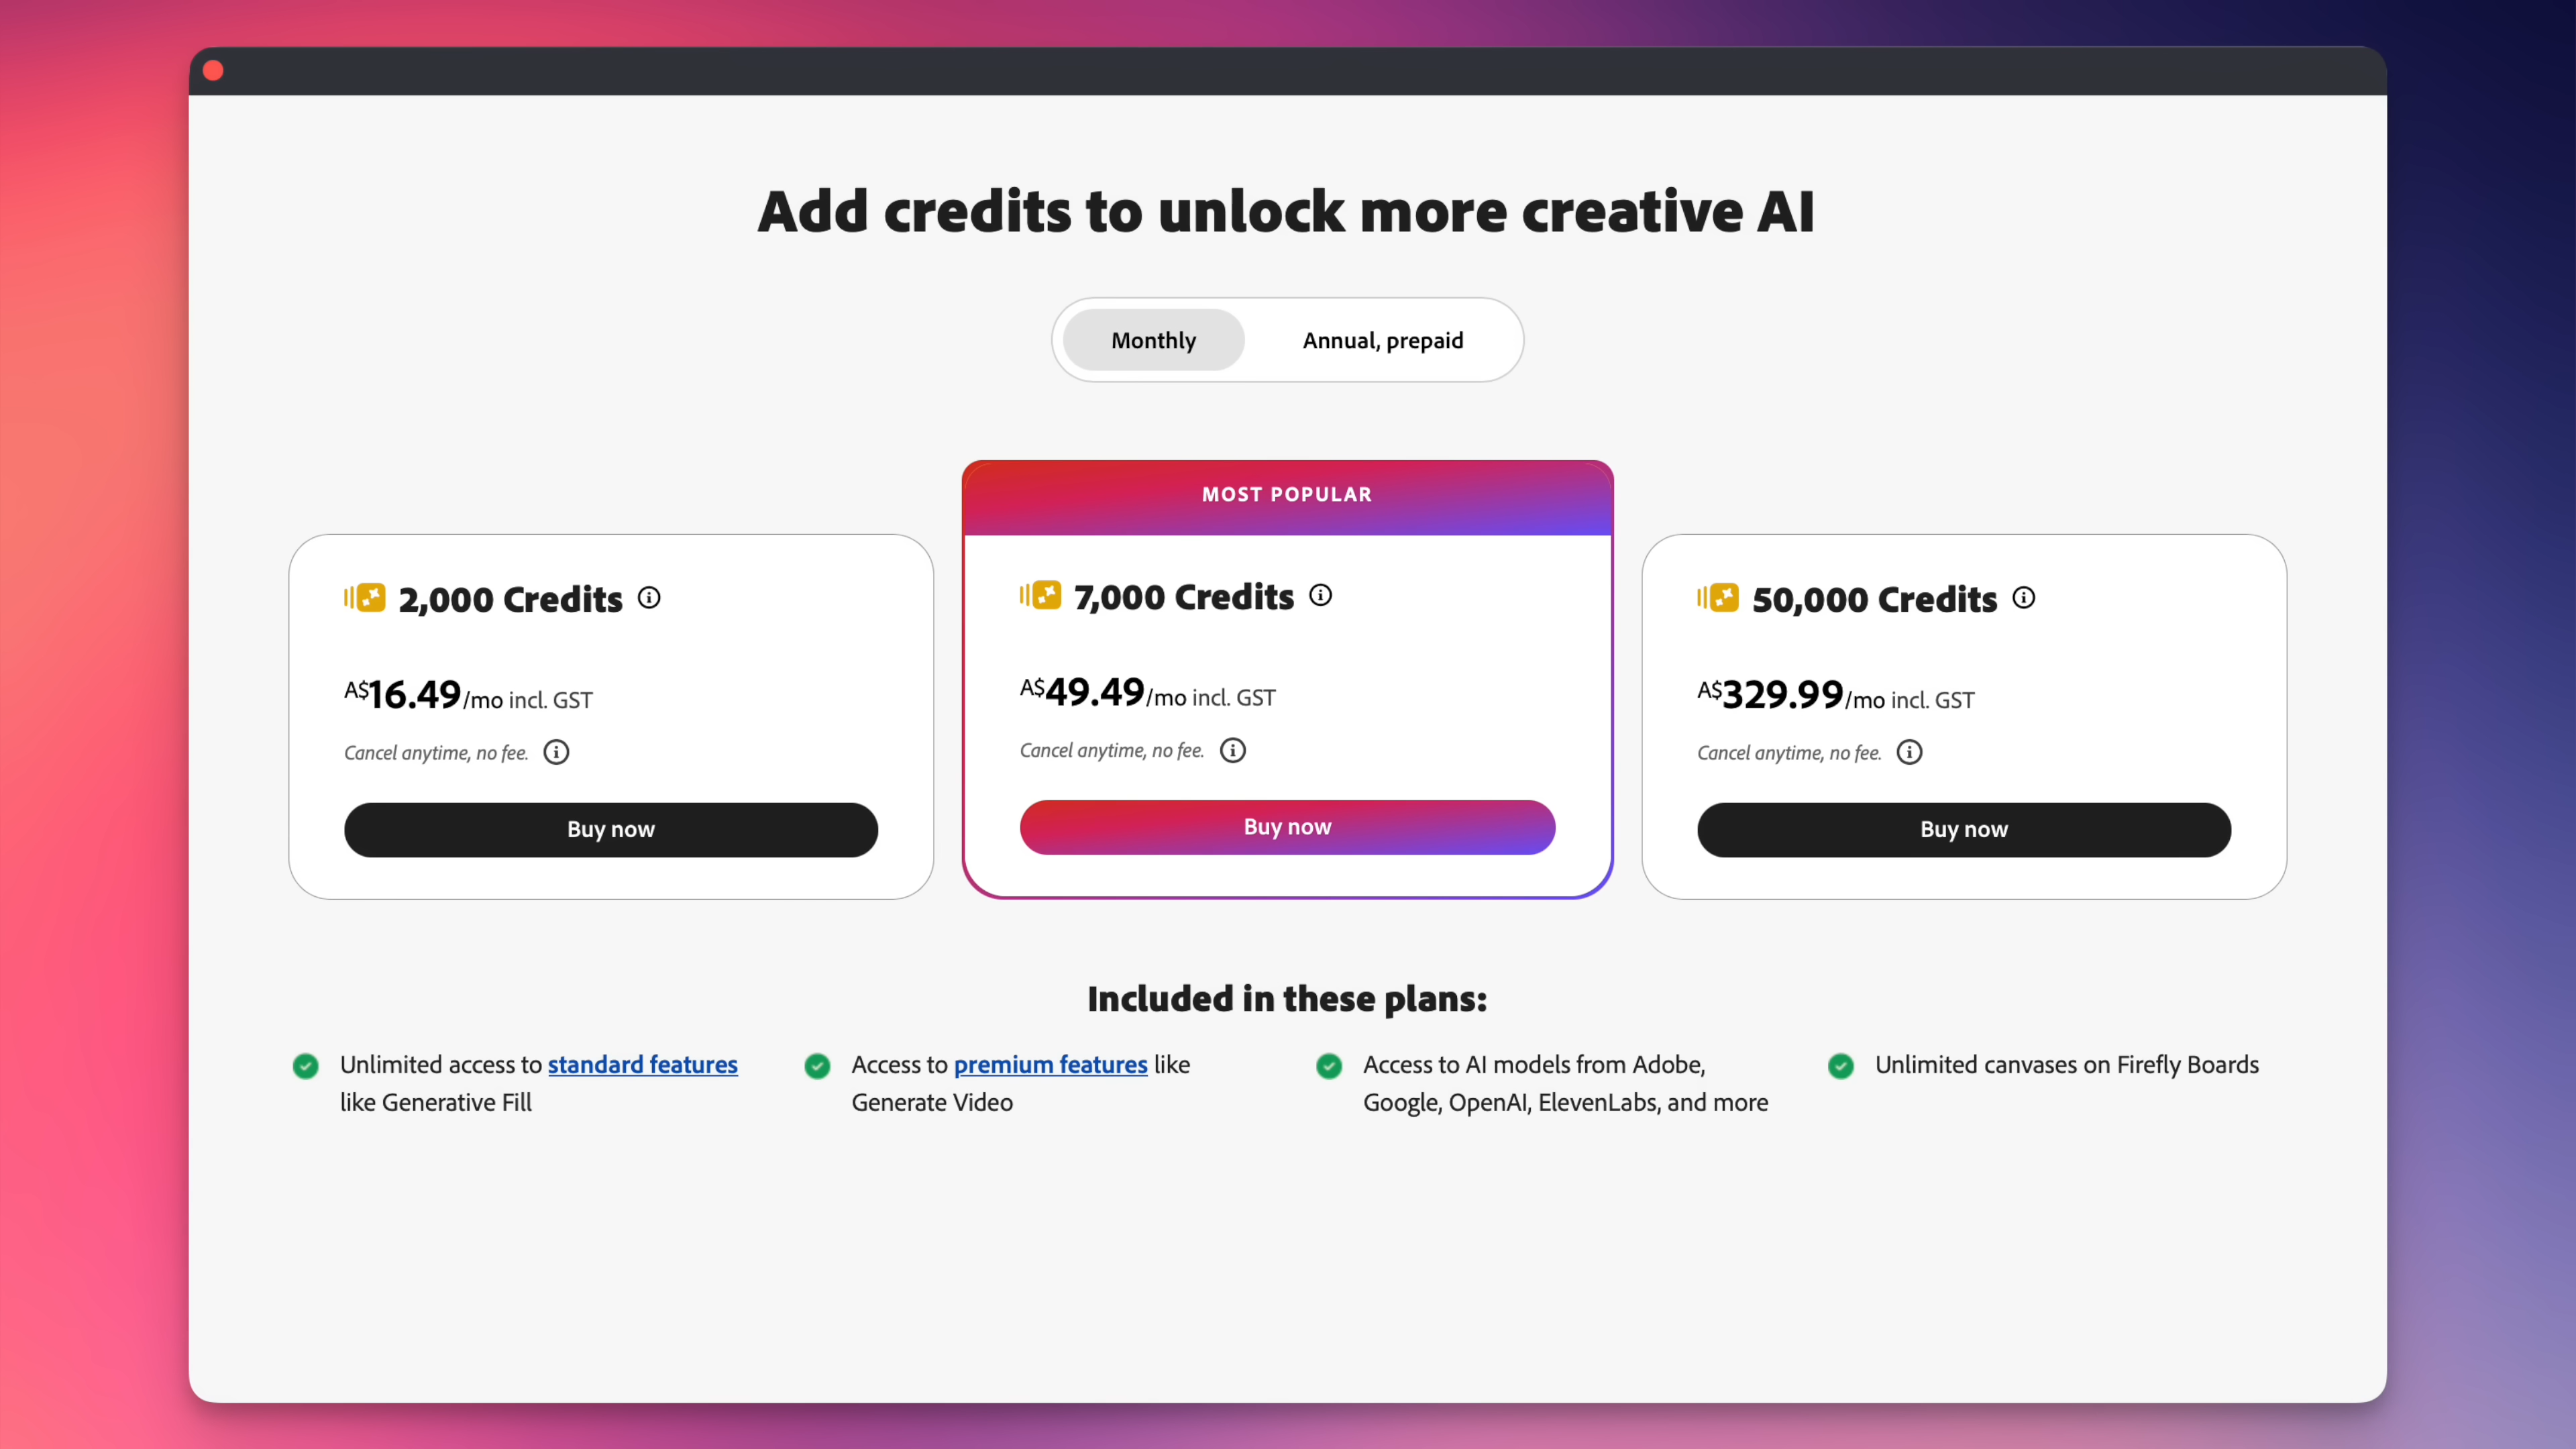 Add credits to unlock more creative AI
Monthly
Annual, prepaid
MOST POPULAR
2,000 Credits
A$16.49/mo incl. GST
Cancel anytime, no fee.
Buy now
7,000 Credits
A$49.49/mo incl. GST
Cancel anytime, no fee.
Buy now
50,000 Credits
A$329.99/mo incl. GST
Cancel anytime, no fee.
Buy now
Included in these plans:
Unlimited access to standard features
like Generative Fill
Access to premium features like
Generate Video
Access to AI models from Adobe,
Google, OpenAI, ElevenLabs, and more
Unlimited canvases on Firefly Boards